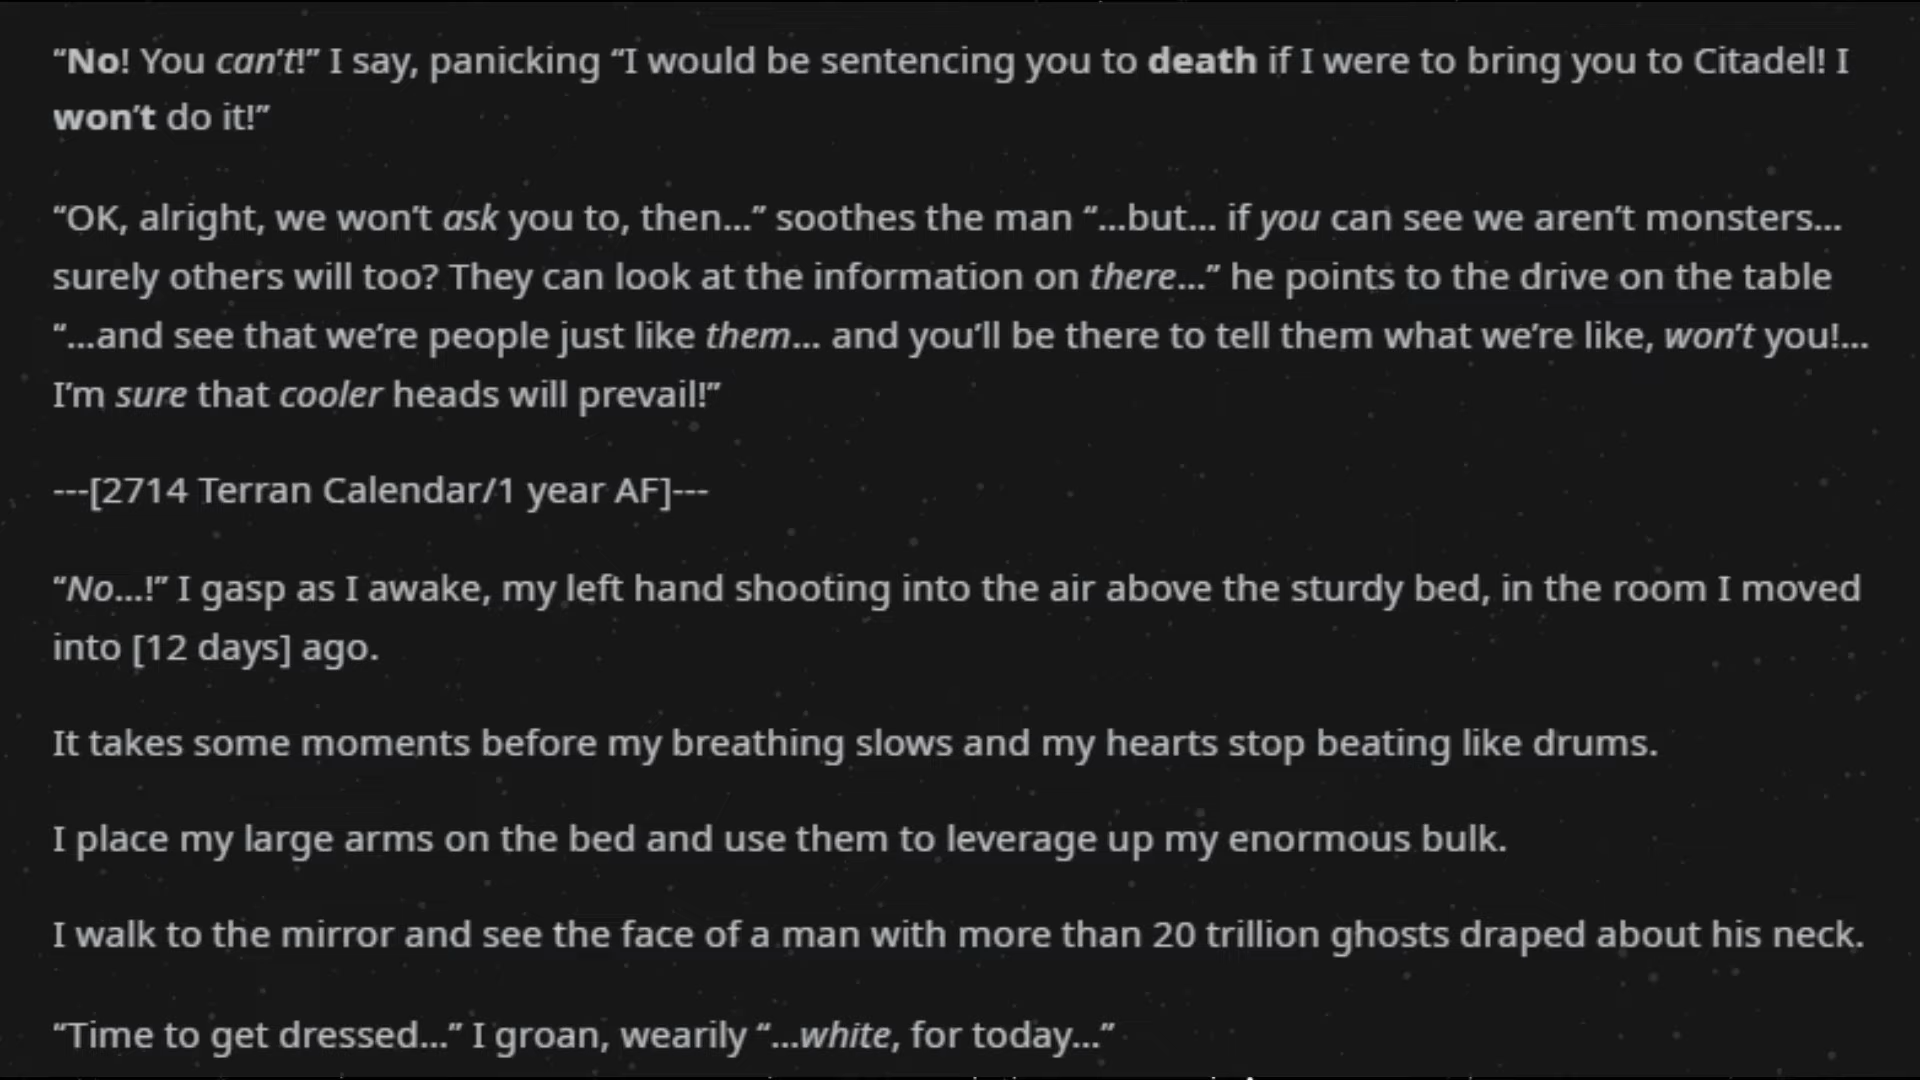 “No! You can’t!” I say, panicking “I would be sentencing you to death if I were to bring you to Citadel! I
won’t do it!”
“OK, alright, we won’t ask you to, then...” soothes the man “...but... if you can see we aren’t monsters...
surely others will too? They can look at the information on there...” he points to the drive on the table
“...and see that we’re people just like them... and you’ll be there to tell them what we’re like, won’t you!...
I’m sure that cooler heads will prevail!”
---[2714 Terran Calendar/1 year AF]---
“No...!” I gasp as I awake, my left hand shooting into the air above the sturdy bed, in the room I moved
into [12 days] ago.
It takes some moments before my breathing slows and my hearts stop beating like drums.
I place my large arms on the bed and use them to leverage up my enormous bulk.
I walk to the mirror and see the face of a man with more than 20 trillion ghosts draped about his neck.
“Time to get dressed...” I groan, wearily “...white, for today...”